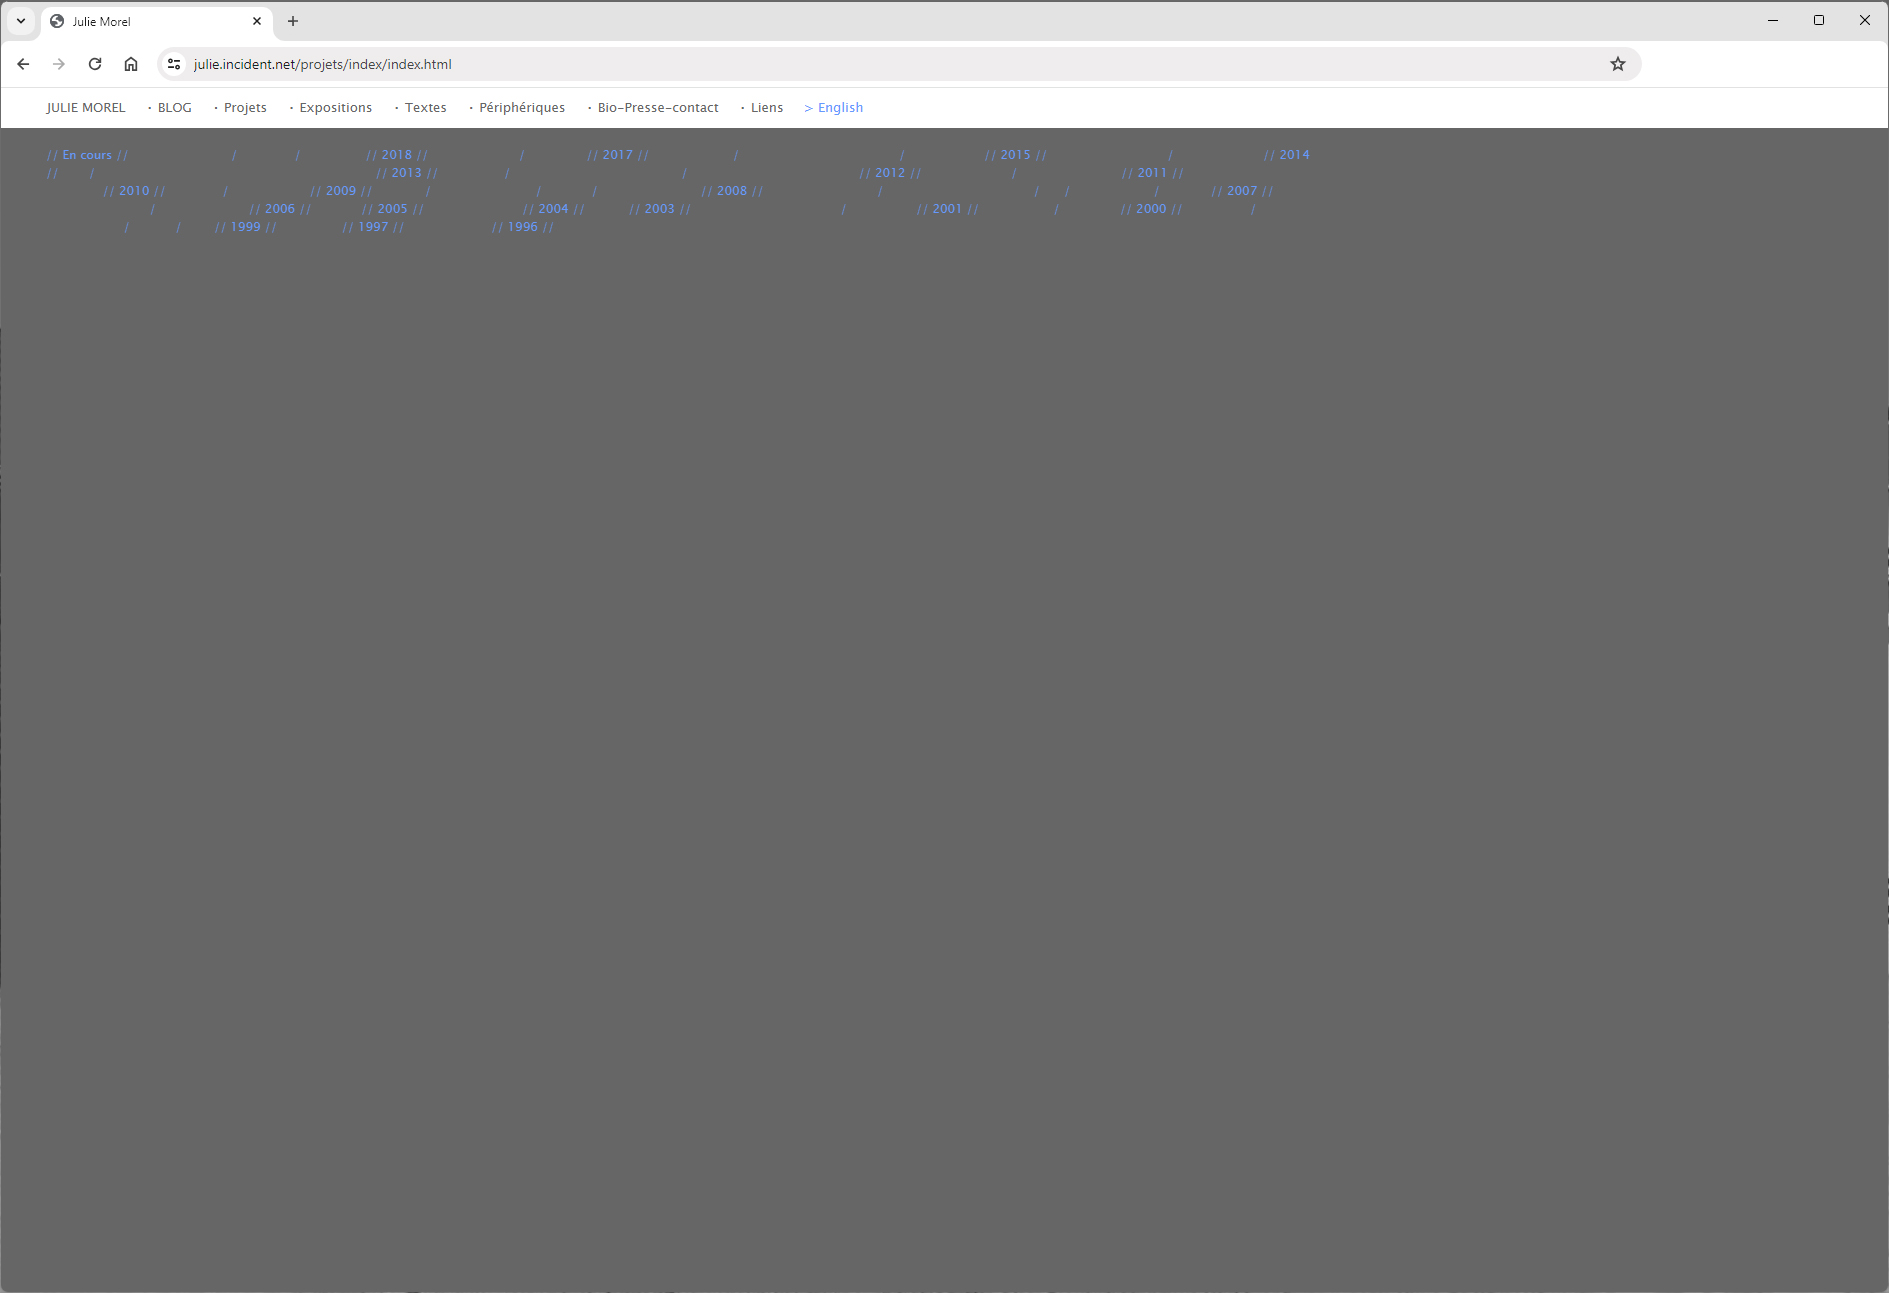 Julie Morel
julie.incident.net/projets/index/index.html
JULIE MOREL · BLOG · Projets · Expositions · Textes · Périphériques · Bio-Presse-contact · Liens > English
// En cours // / / // 2018 // / // 2017 // / / // 2015 // / // 2014
// / // 2013 // / / // 2012 // / // 2011 //
// 2010 // / // 2009 // / / / // 2008 // / / / / // 2007 //
/ // 2006 // // 2005 // // 2004 // // 2003 // / // 2001 // / // 2000 // /
/ / // 1999 // // 1997 // // 1996 //